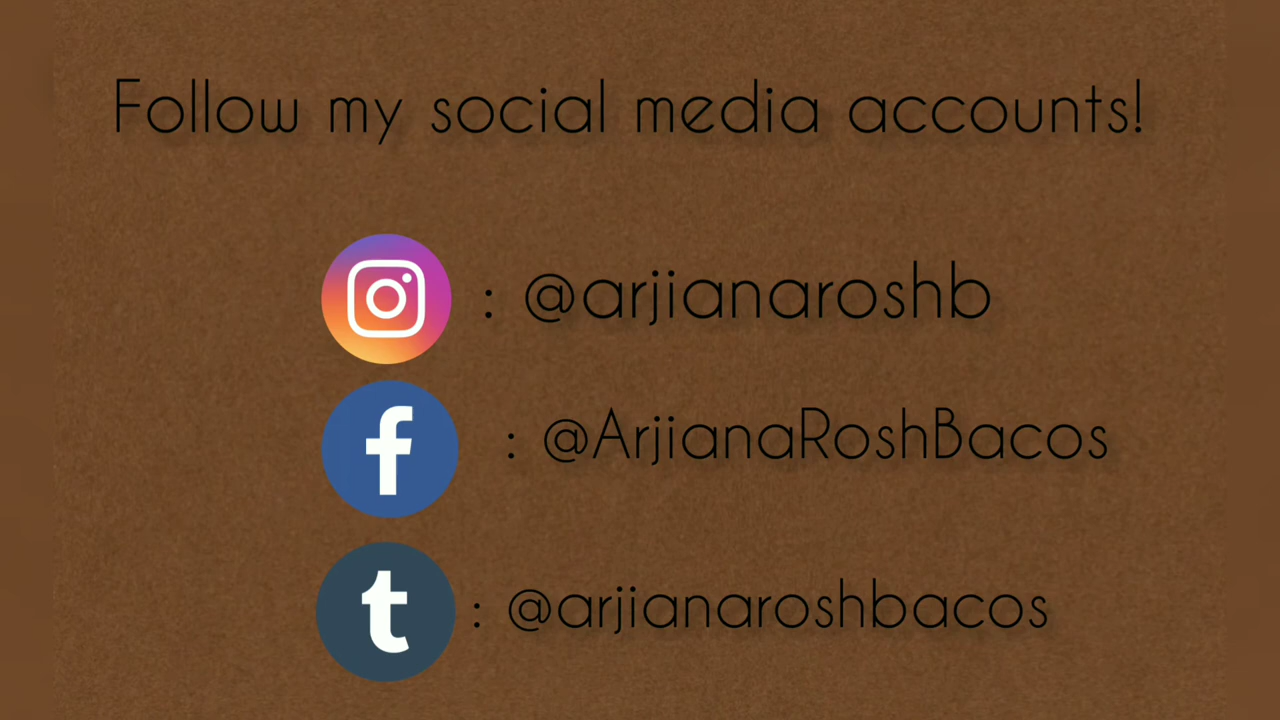 Follow my social media accounts!
: @arjianaroshb
f : @ArjianaRoshBacos
t : @arjianaroshbacos